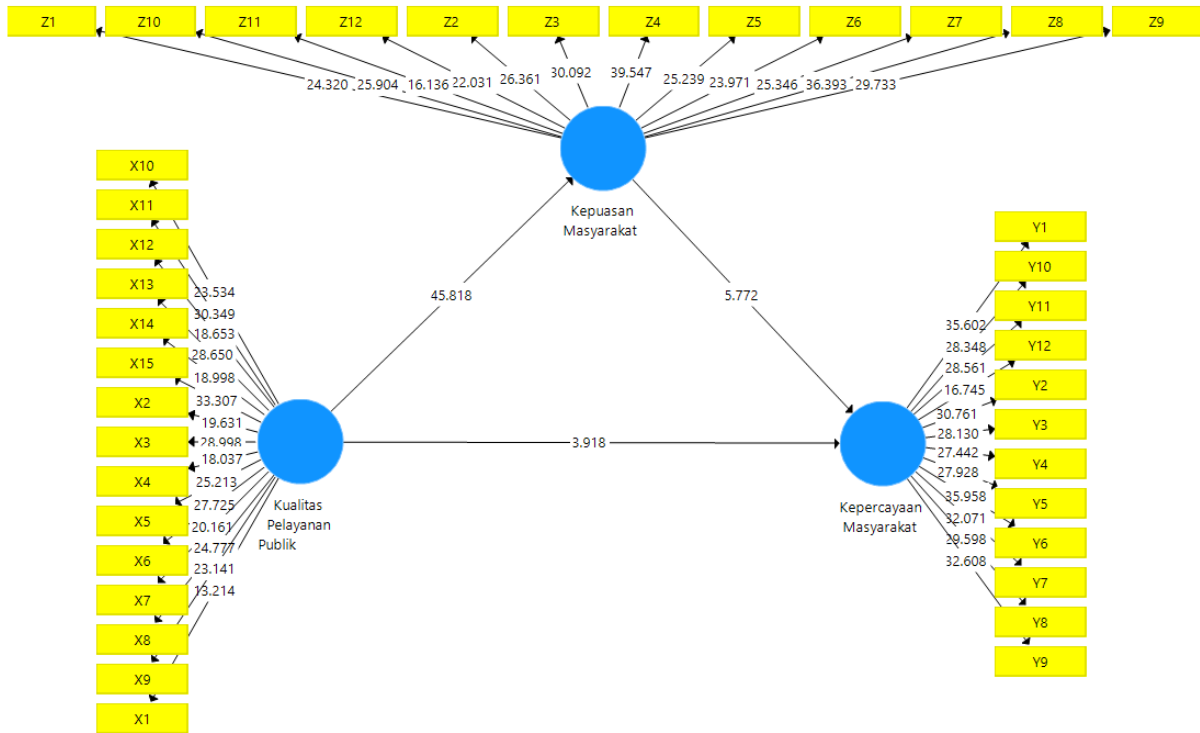 Z1 Z10 Z11 Z12 Z2 Z3 Z4 Z5 Z6 Z7 Z8 Z9
24.320 25.904 16.136 22.031 26.361 30.092 39.547 25.239 23.971 25.346 36.393 29.733
Kepuasan
Masyarakat
45.818
5.772
3.918
X10
X11
X12
X13
X14
X15
X2
X3
X4
X5
X6
X7
X8
X9
X1
23.534
30.349
18.653
28.650
18.998
33.307
19.631
28.998
18.037
25.213
27.725
20.161
24.777
23.141
13.214
Kualitas
Pelayanan
Publik
Kepercayaan
Masyarakat
35.602
28.348
28.561
16.745
30.761
28.130
27.442
27.928
35.958
32.071
29.598
32.608
Y1
Y10
Y11
Y12
Y2
Y3
Y4
Y5
Y6
Y7
Y8
Y9